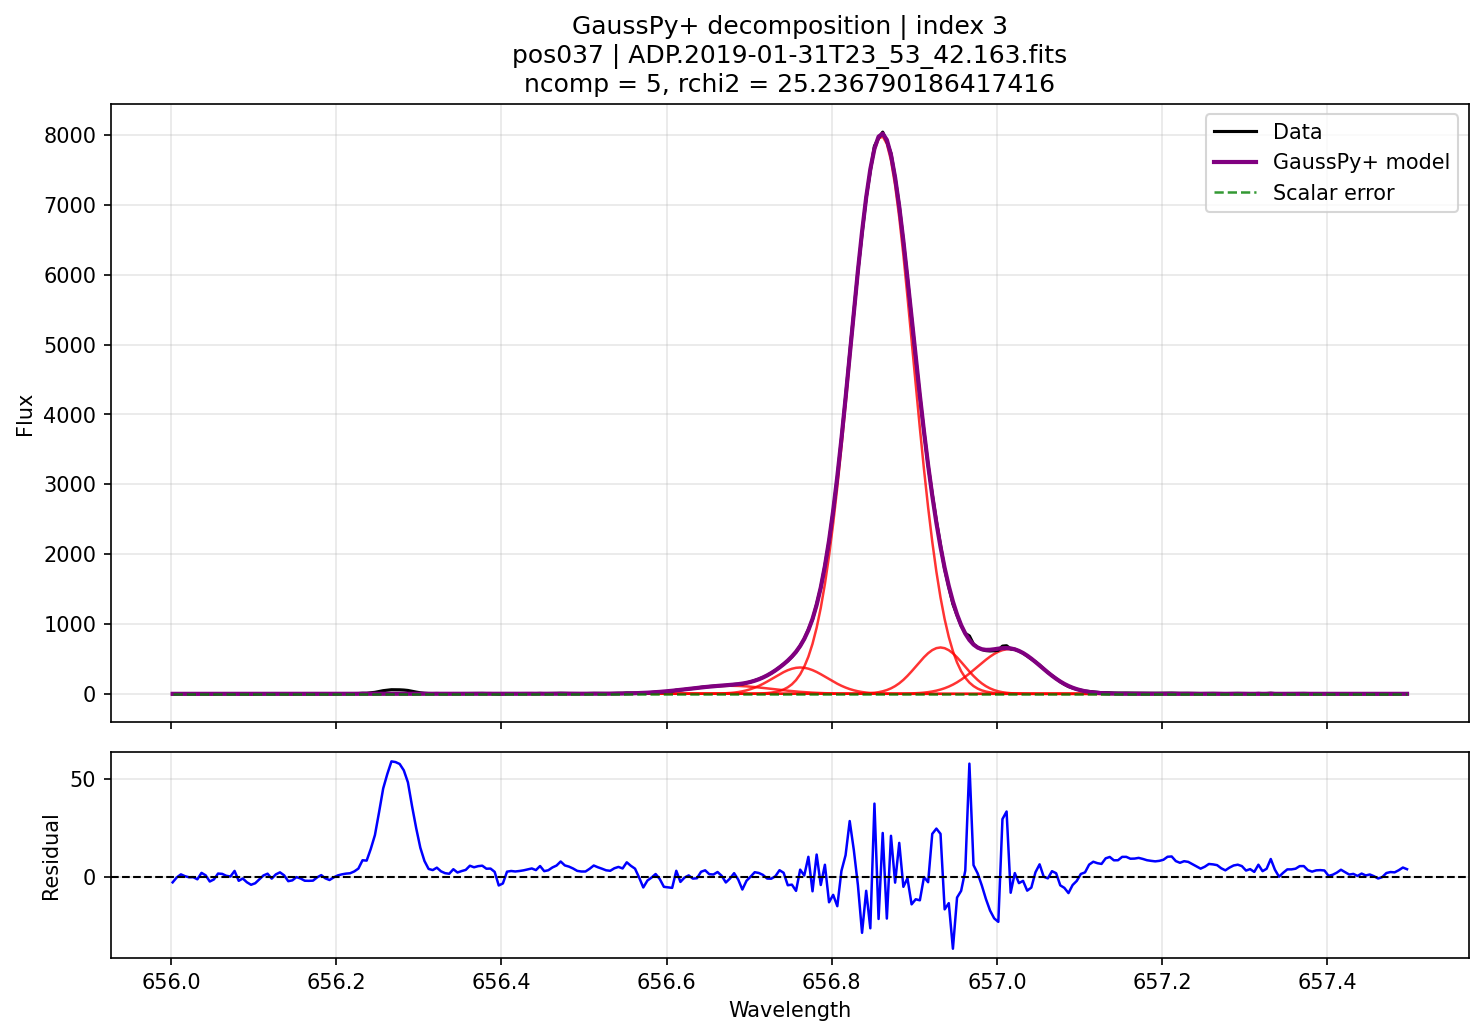 GaussPy+ decomposition | index 3
pos037 | ADP.2019-01-31T23_53_42.163.fits
ncomp = 5, rchi2 = 25.236790186417416
Data
GaussPy+ model
Scalar error
Flux
8000
7000
6000
5000
4000
3000
2000
1000
0
Residual
50
0
656.0 656.2 656.4 656.6 656.8 657.0 657.2 657.4
Wavelength